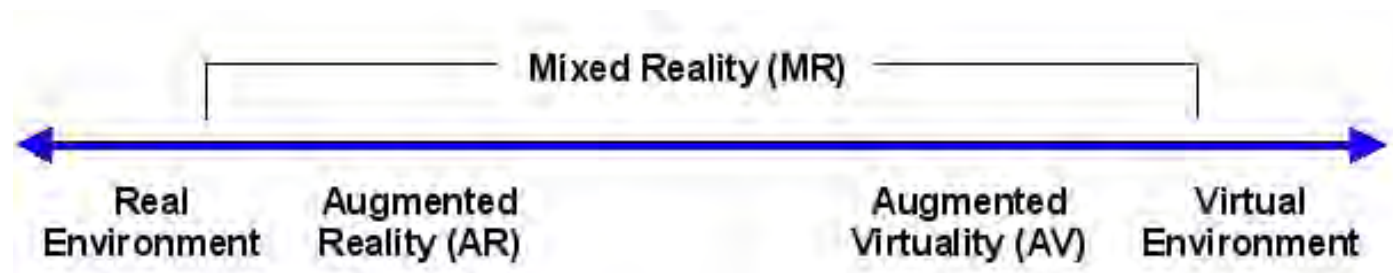 Mixed Reality (MR)
Real
Environment
Augmented
Reality (AR)
Augmented
Virtuality (AV)
Virtual
Environment